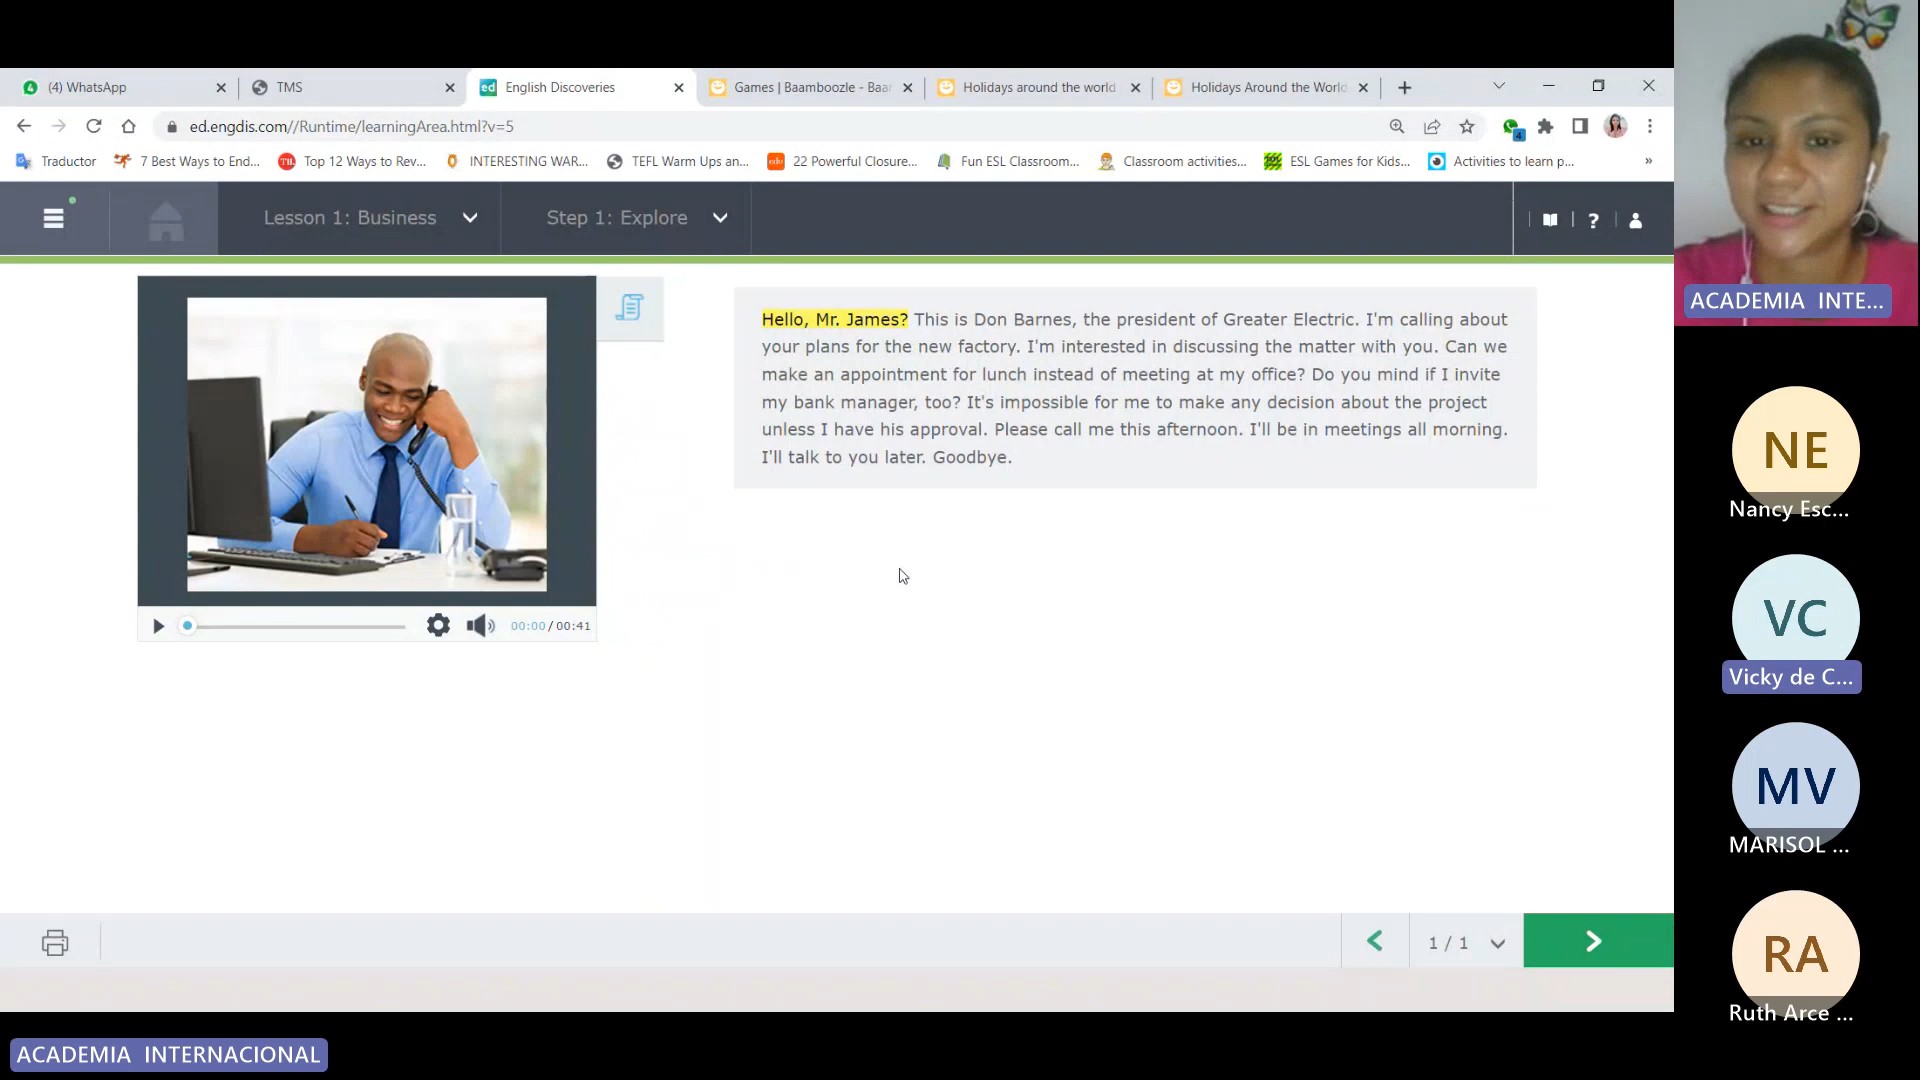 (4) WhatsApp
TMS
ed
English Discoveries
Games | Baamboozle - Baar
Holidays around the world
Holidays Around the World
ed.engdis.com//Runtime/learningArea.html?v=5
4
Traductor
7 Best Ways to End...
Top 12 Ways to Rev...
INTERESTING WAR...
TEFL Warm Ups an...
22 Powerful Closure...
Fun ESL Classroom...
Classroom activities...
ESL Games for Kids...
Activities to learn p...
»
Lesson 1: Business
Step 1: Explore
?
Hello, Mr. James? This is Don Barnes, the president of Greater Electric. I'm calling about
your plans for the new factory. I'm interested in discussing the matter with you. Can we
make an appointment for lunch instead of meeting at my office? Do you mind if I invite
my bank manager, too? It's impossible for me to make any decision about the project
unless I have his approval. Please call me this afternoon. I'll be in meetings all morning.
I'll talk to you later. Goodbye.
00:00 / 00:41
1 / 1
ACADEMIA INTERNACIONAL
ACADEMIA INTE...
NE
Nancy Esc...
VC
Vicky de C...
MV
MARISOL ...
RA
Ruth Arce ...